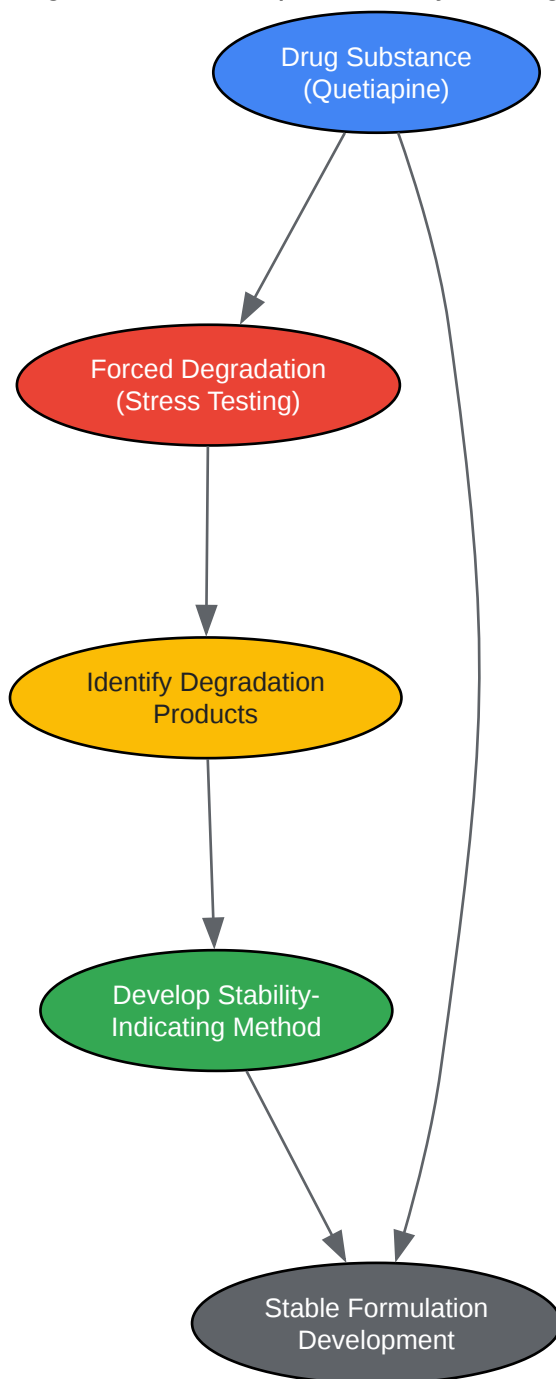 Drug Substance
(Quetiapine)
Forced Degradation
(Stress Testing)
Identify Degradation
Products
Develop Stability-
Indicating Method
Stable Formulation
Development